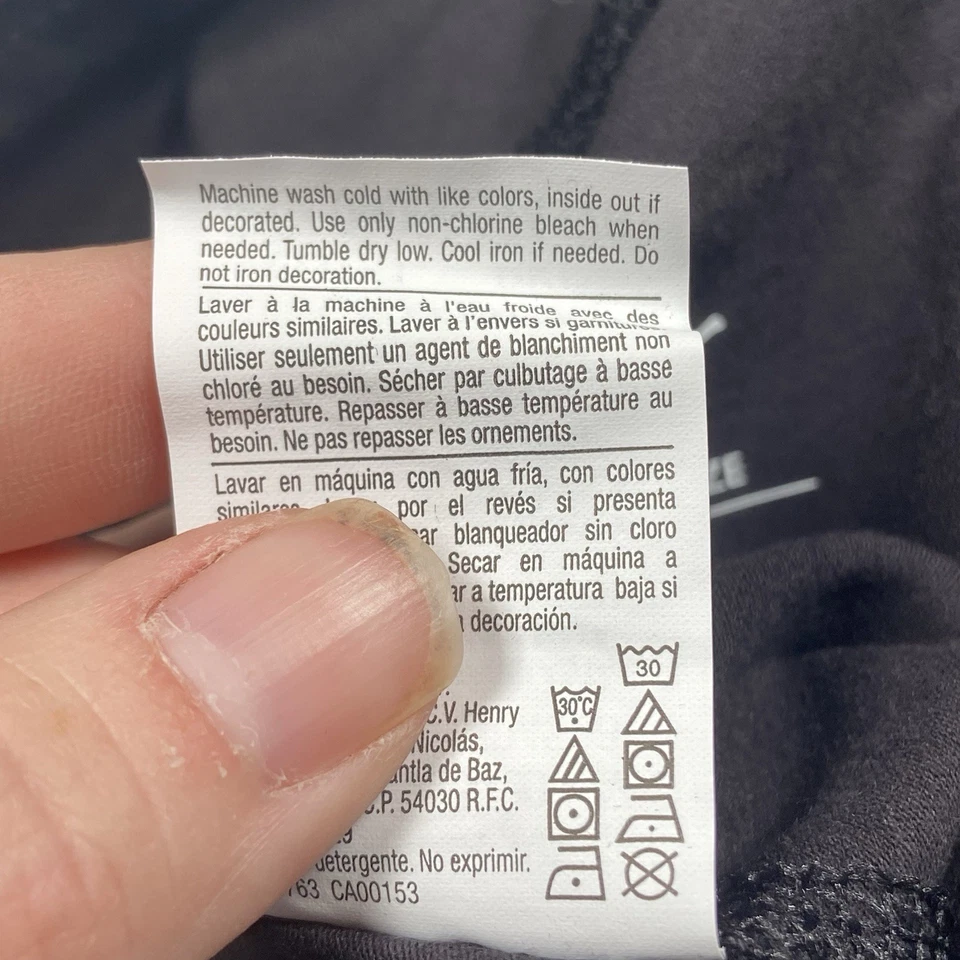 Machine wash cold with like colors, inside out if
decorated. Use only non-chlorine bleach when
needed. Tumble dry low. Cool iron if needed. Do
not iron decoration.
Laver à la machine à l'eau froide avec des
couleurs similaires. Laver à l'envers si garnitures.
Utiliser seulement un agent de blanchiment non
chloré au besoin. Sécher par culbutage à basse
température. Repasser à basse température au
besoin. Ne pas repasser les ornements.
Lavar en máquina con agua fría, con colores
similares por el revés si presenta
blanqueador sin cloro
Secar en máquina a
a temperatura baja si
decoración.
30
30°C
C.V. Henry
Nicolás,
de Baz,
C.P. 54030 R.F.C.
detergente. No exprimir.
CA00153